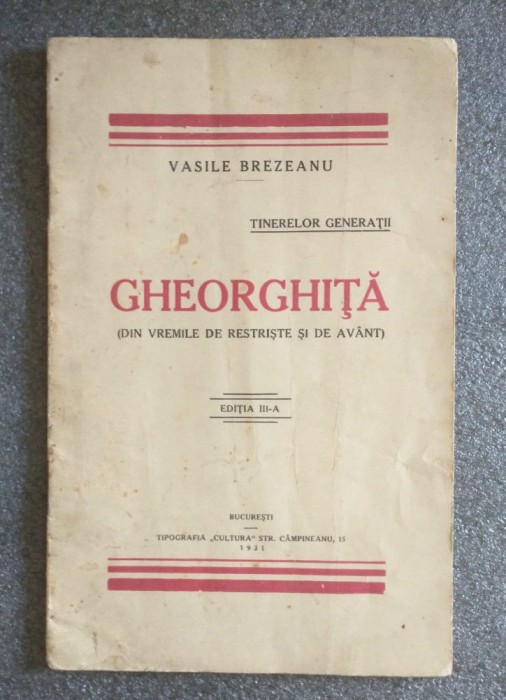 VASILE BREZEANU
TINERELOR GENERAȚII
GHEORGHIȚĂ
(DIN VREMILE DE RESTRIȘTE ȘI DE AVÂNT)
EDIȚIA III-A
BUCUREȘTI
TIPOGRAFIA „CULTURA" STR. CÂMPINEANU, 15
1931